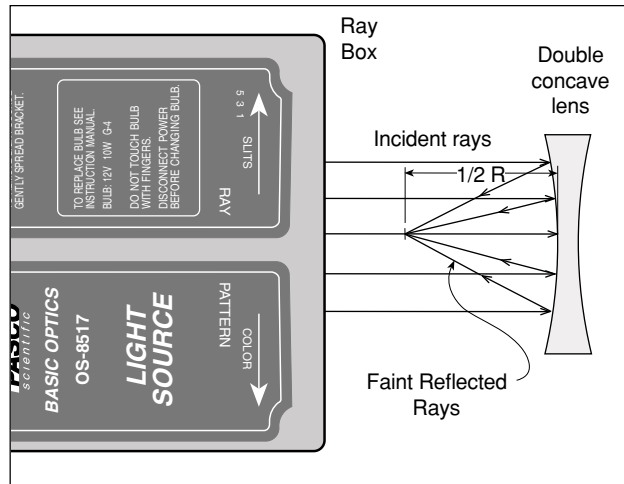 Ray
Box
Double
concave
lens
Incident rays
1/2 R
Faint Reflected
Rays
GENTLY SPREAD BRACKET.
TO REPLACE BULB SEE
INSTRUCTION MANUAL.
BULB: 12V 10W G-4
DO NOT TOUCH BULB
WITH FINGERS.
DISCONNECT POWER
BEFORE CHANGING BULB.
5 3 1
SLITS
RAY
scientific
BASIC OPTICS
OS-8517
LIGHT
SOURCE
PATTERN
COLOR